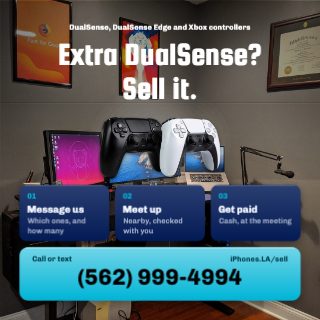 DualSense, DualSense Edge and Xbox controllers
Extra DualSense?
Sell it.
01
Message us
Which ones, and
how many
02
Meet up
Nearby, checked
with you
03
Get paid
Cash, at the meeting
Call or text
iPhones.LA/sell
(562) 999-4994